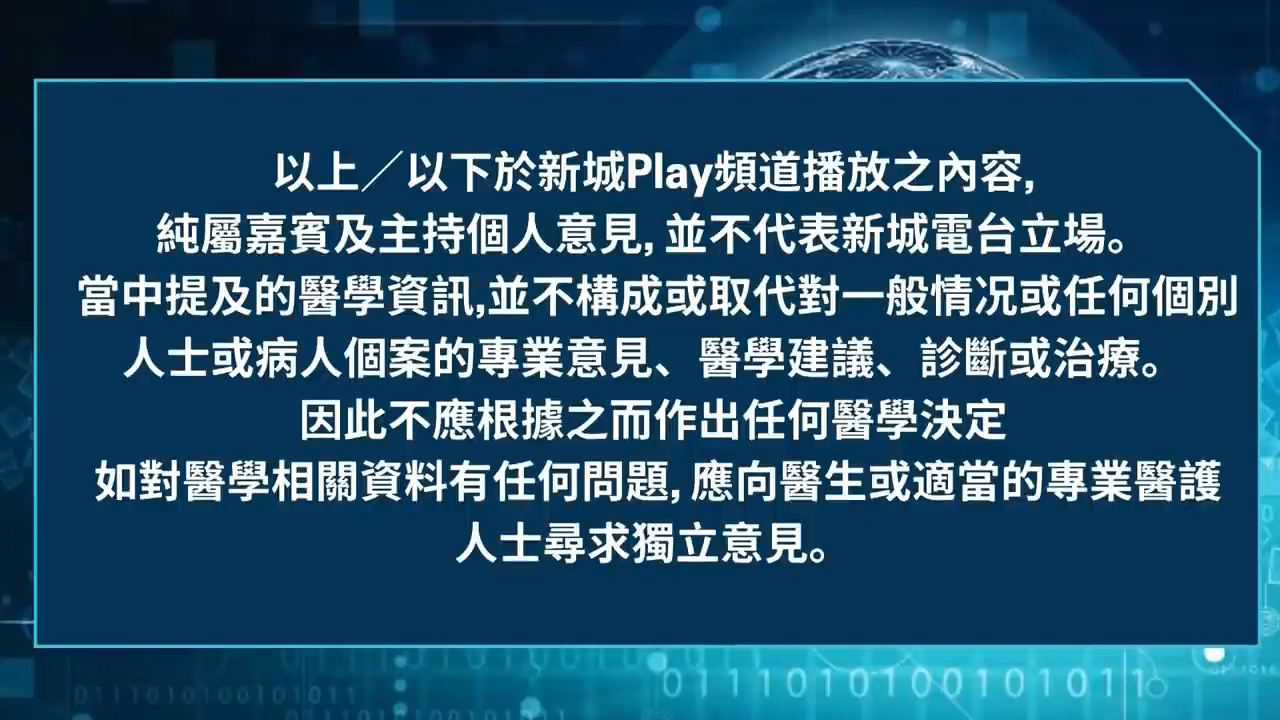 以上／以下於新城Play頻道播放之內容,
純屬嘉賓及主持個人意見, 並不代表新城電台立場。
當中提及的醫學資訊,並不構成或取代對一般情况或任何個別
人士或病人個案的專業意見、醫學建議、診斷或治療。
因此不應根據之而作出任何醫學決定
如對醫學相關資料有任何問題, 應向醫生或適當的專業醫護
人士尋求獨立意見。
01110101001010 11
0111101010010101 1